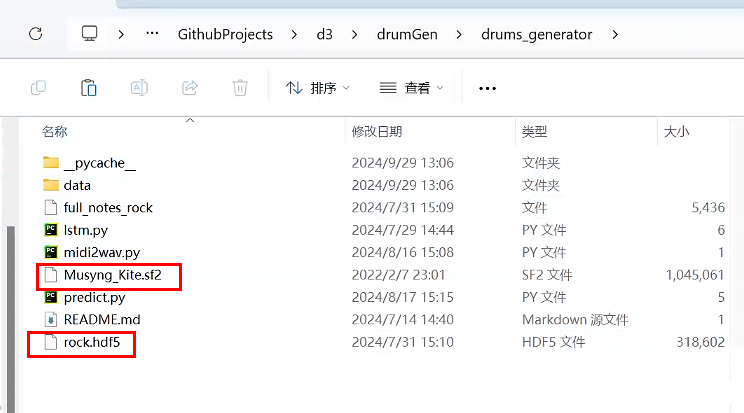 ··· GithubProjects > d3 > drumGen > drums_generator >
排序 查看 ···
名称 修改日期 类型 大小
__pycache__ 2024/9/29 13:06 文件夹
data 2024/9/29 13:06 文件夹
full_notes_rock 2024/7/31 15:09 文件 5,436
lstm.py 2024/7/29 14:44 PY 文件 6
midi2wav.py 2024/8/16 15:08 PY 文件 1
Musyng_Kite.sf2 2022/2/7 23:01 SF2 文件 1,045,061
predict.py 2024/8/17 15:15 PY 文件 5
README.md 2024/7/14 14:40 Markdown 源文件 1
rock.hdf5 2024/7/31 15:10 HDF5 文件 318,602